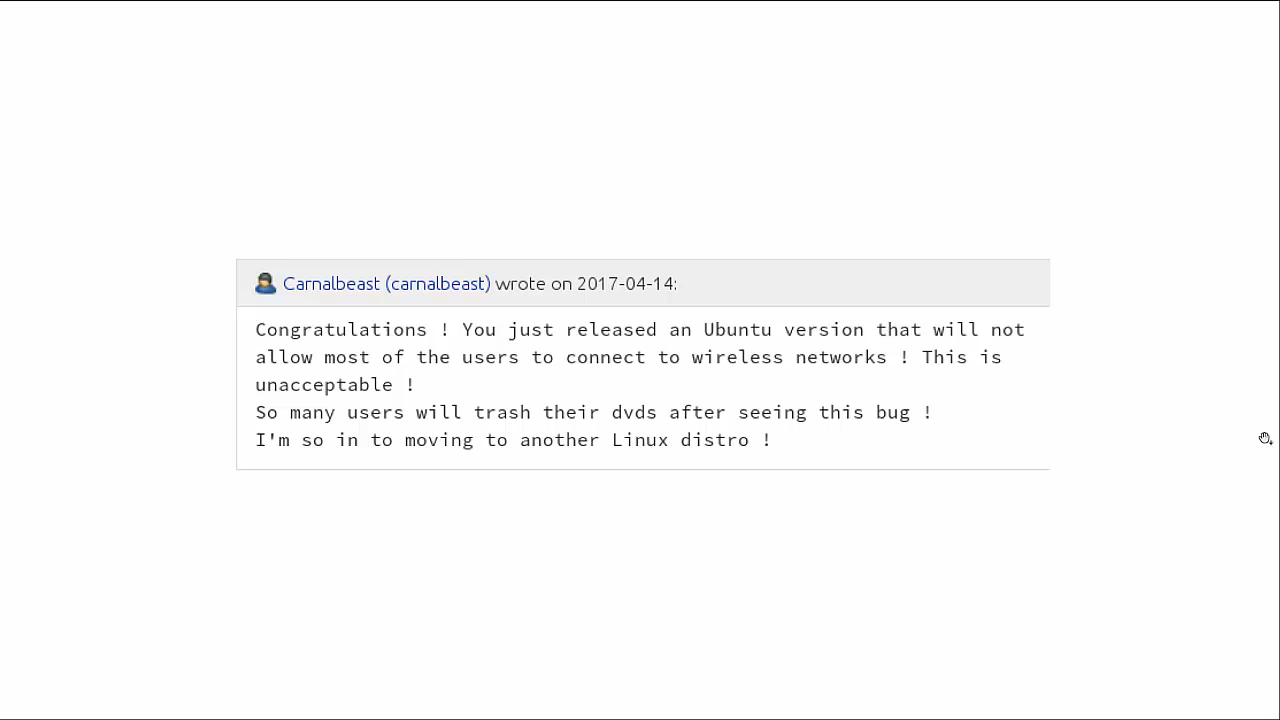 Carnalbeast (carnalbeast) wrote on 2017-04-14:
Congratulations ! You just released an Ubuntu version that will not
allow most of the users to connect to wireless networks ! This is
unacceptable !
So many users will trash their dvds after seeing this bug !
I'm so in to moving to another Linux distro !